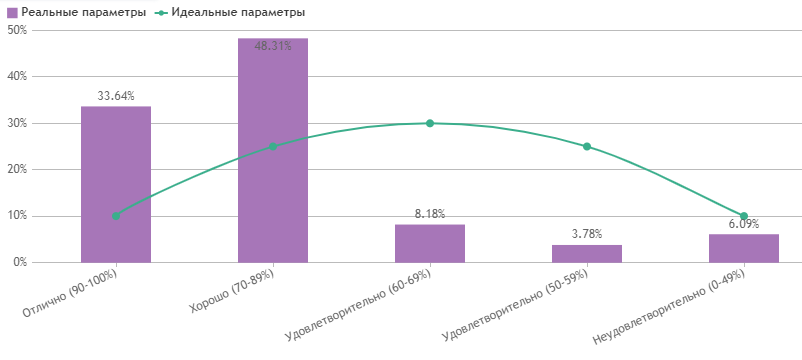 Реальные параметры Идеальные параметры
50%
40%
30%
20%
10%
0%
33.64%
48.31%
8.18%
3.78%
6.09%
Отлично (90-100%)
Хорошо (70-89%)
Удовлетворительно (60-69%)
Удовлетворительно (50-59%)
Неудовлетворительно (0-49%)